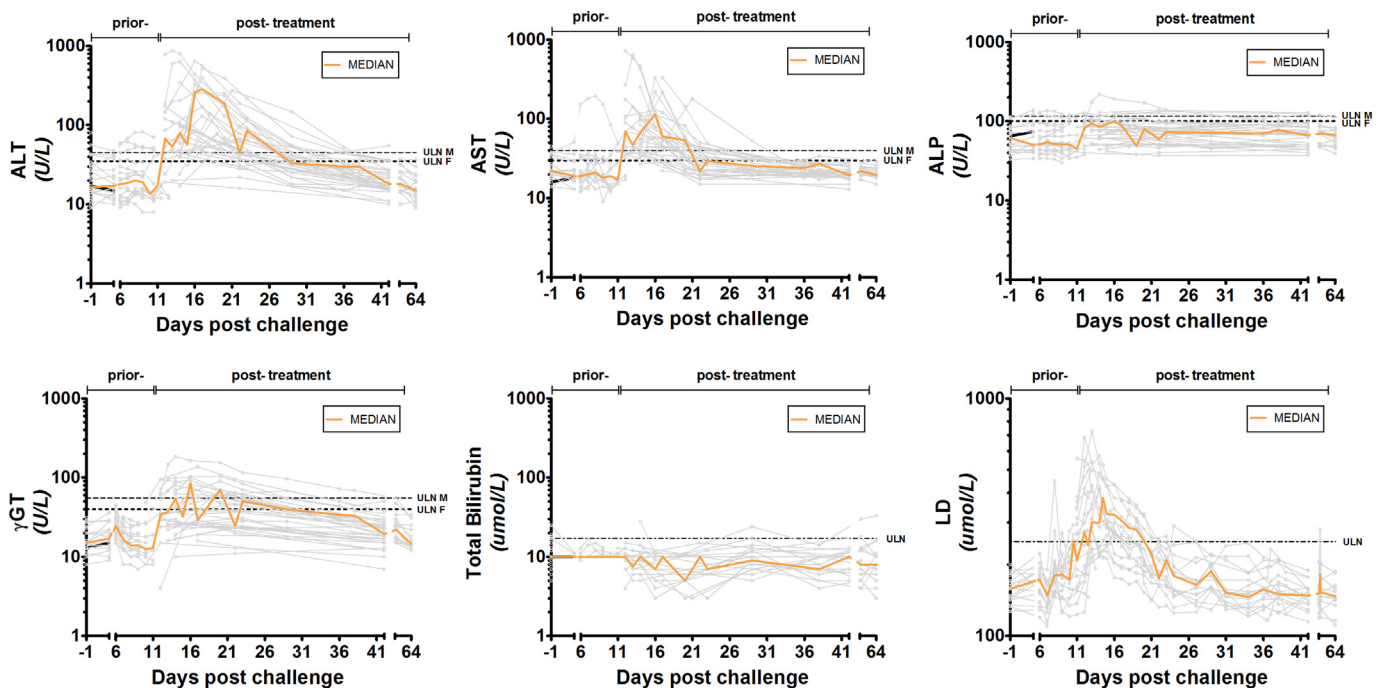 prior- post- treatment
1000
100
10
1
ALT
(U/L)
MEDIAN
ULN M
ULN F
-1 6 11 16 21 26 31 36 41 64
Days post challenge
prior- post- treatment
1000
100
10
1
AST
(U/L)
MEDIAN
ULN M
ULN F
-1 6 11 16 21 26 31 36 41 64
Days post challenge
prior- post- treatment
1000
100
10
1
ALP
(U/L)
MEDIAN
ULN M
ULN F
-1 6 11 16 21 26 31 36 41 64
Days post challenge
prior- post- treatment
1000
100
10
1
γGT
(U/L)
MEDIAN
ULN M
ULN F
-1 6 11 16 21 26 31 36 41 64
Days post challenge
prior- post- treatment
1000
100
10
1
Total Bilirubin
(umol/L)
MEDIAN
ULN
-1 6 11 16 21 26 31 36 41 64
Days post challenge
prior- post- treatment
1000
100
LD
(umol/L)
MEDIAN
ULN
-1 6 11 16 21 26 31 36 41 64
Days post challenge